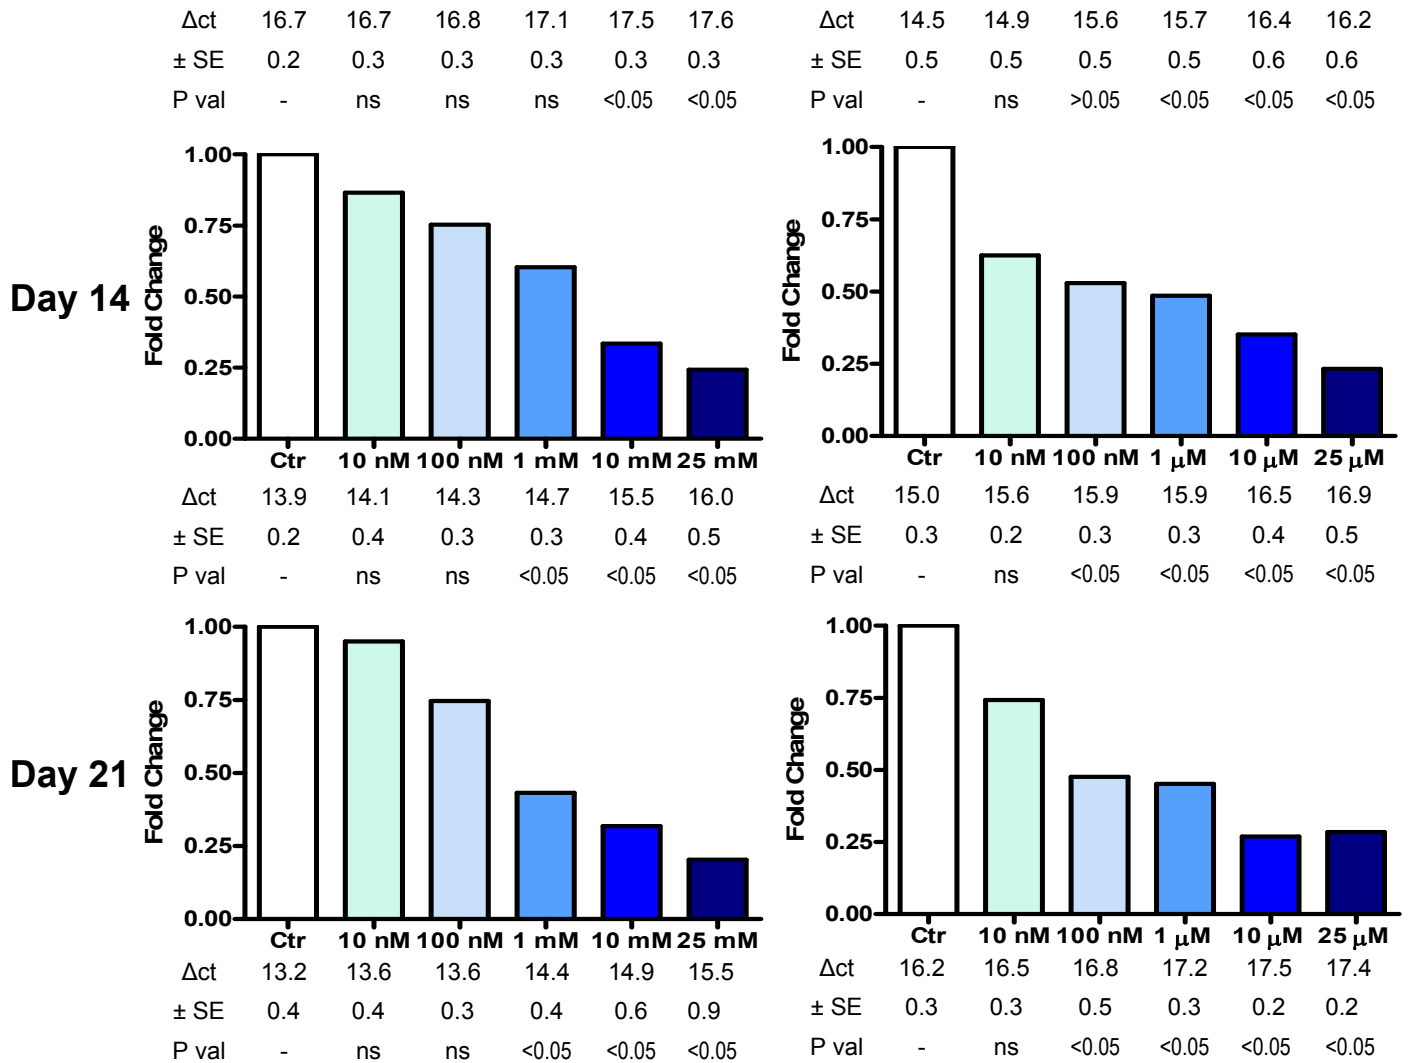 Δct 16.7 16.7 16.8 17.1 17.5 17.6
± SE 0.2 0.3 0.3 0.3 0.3 0.3
P val - ns ns ns <0.05 <0.05
Δct 14.5 14.9 15.6 15.7 16.4 16.2
± SE 0.5 0.5 0.5 0.5 0.6 0.6
P val - ns >0.05 <0.05 <0.05 <0.05
Day 14
Fold Change
1.00
0.75
0.50
0.25
0.00
Ctr 10 nM 100 nM 1 mM 10 mM 25 mM
Δct 13.9 14.1 14.3 14.7 15.5 16.0
± SE 0.2 0.4 0.3 0.3 0.4 0.5
P val - ns ns <0.05 <0.05 <0.05
Fold Change
1.00
0.75
0.50
0.25
0.00
Ctr 10 nM 100 nM 1 µM 10 µM 25 µM
Δct 15.0 15.6 15.9 15.9 16.5 16.9
± SE 0.3 0.2 0.3 0.3 0.4 0.5
P val - ns <0.05 <0.05 <0.05 <0.05
Day 21
Fold Change
1.00
0.75
0.50
0.25
0.00
Ctr 10 nM 100 nM 1 mM 10 mM 25 mM
Δct 13.2 13.6 13.6 14.4 14.9 15.5
± SE 0.4 0.4 0.3 0.4 0.6 0.9
P val - ns ns <0.05 <0.05 <0.05
Fold Change
1.00
0.75
0.50
0.25
0.00
Ctr 10 nM 100 nM 1 µM 10 µM 25 µM
Δct 16.2 16.5 16.8 17.2 17.5 17.4
± SE 0.3 0.3 0.5 0.3 0.2 0.2
P val - ns <0.05 <0.05 <0.05 <0.05